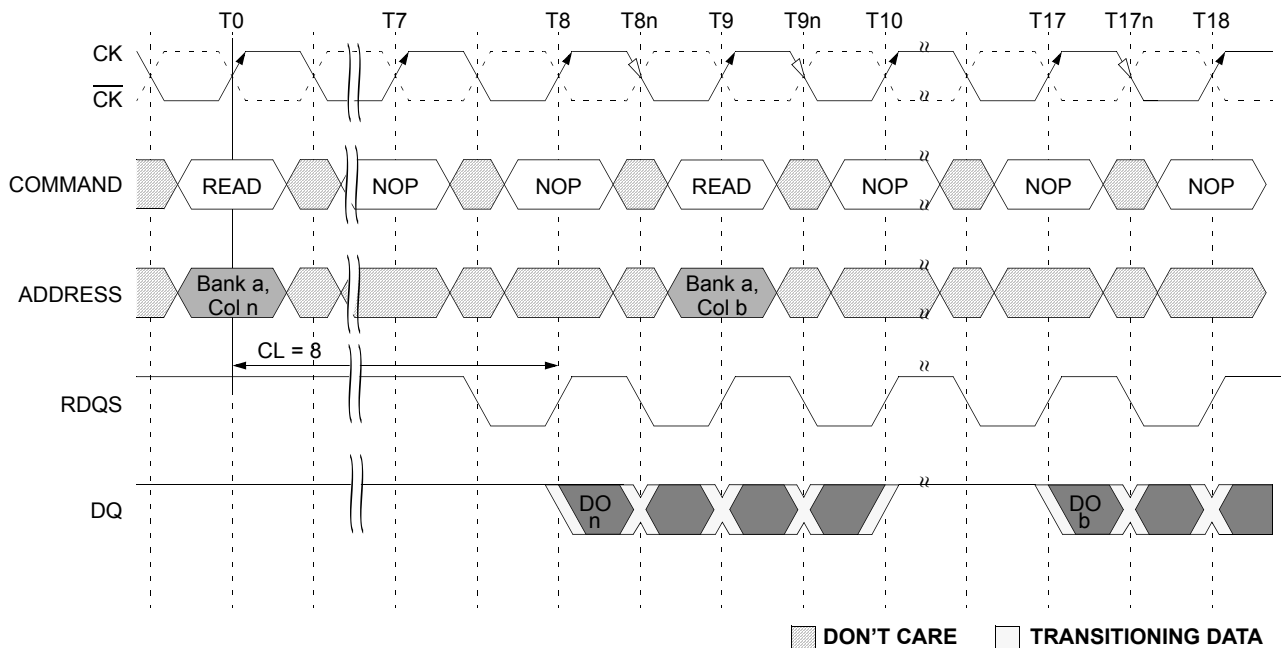 T0 T7 T8 T8n T9 T9n T10 T17 T17n T18
CK
CK
COMMAND READ NOP NOP READ NOP NOP NOP
ADDRESS Bank a, Bank a,
Col n Col b
CL = 8
RDQS
DQ DO DO
n b
DON'T CARE TRANSITIONING DATA